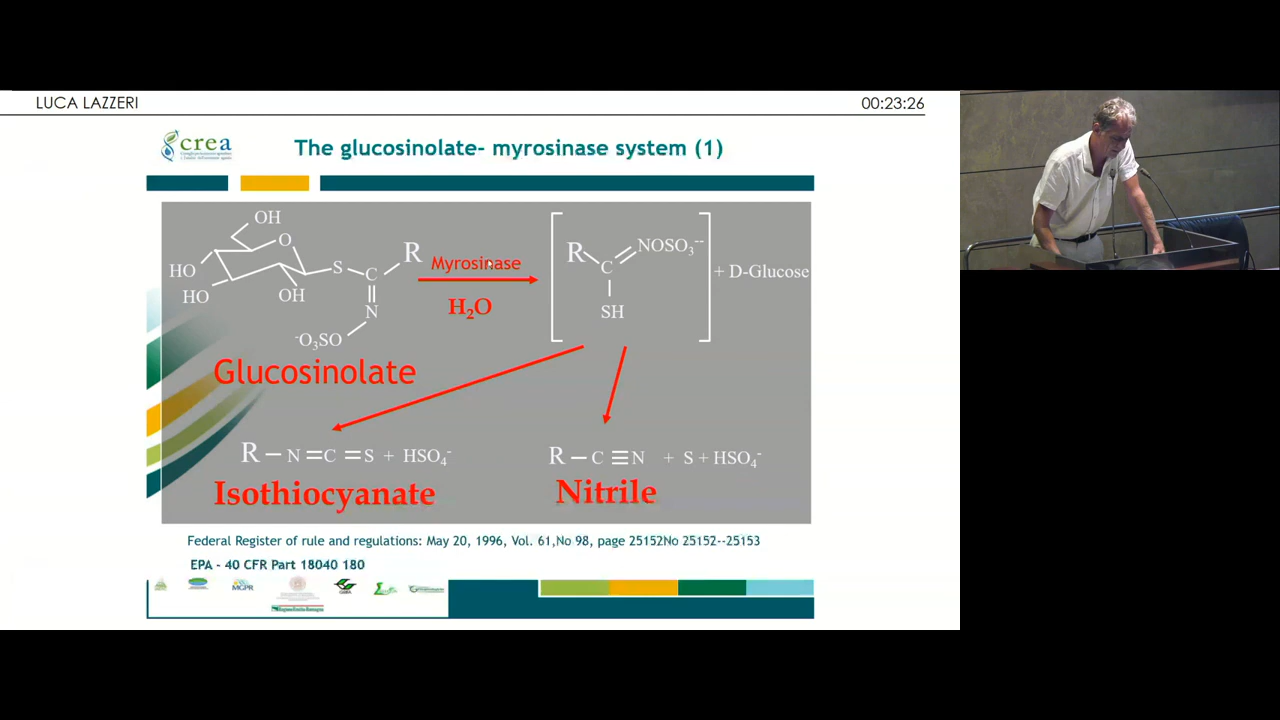 LUCA LAZZERI
00:23:26
crea
The glucosinolate- myrosinase system (1)
OH
O
HO
HO
OH
S
C
R
N
-O3SO
Myrosinase
H2O
R
C
NOSO3--
SH
+ D-Glucose
Glucosinolate
R – N = C = S + HSO4-
R – C ≡ N + S + HSO4-
Isothiocyanate
Nitrile
Federal Register of rule and regulations: May 20, 1996, Vol. 61,No 98, page 25152No 25152--25153
EPA - 40 CFR Part 18040 180
MGPR